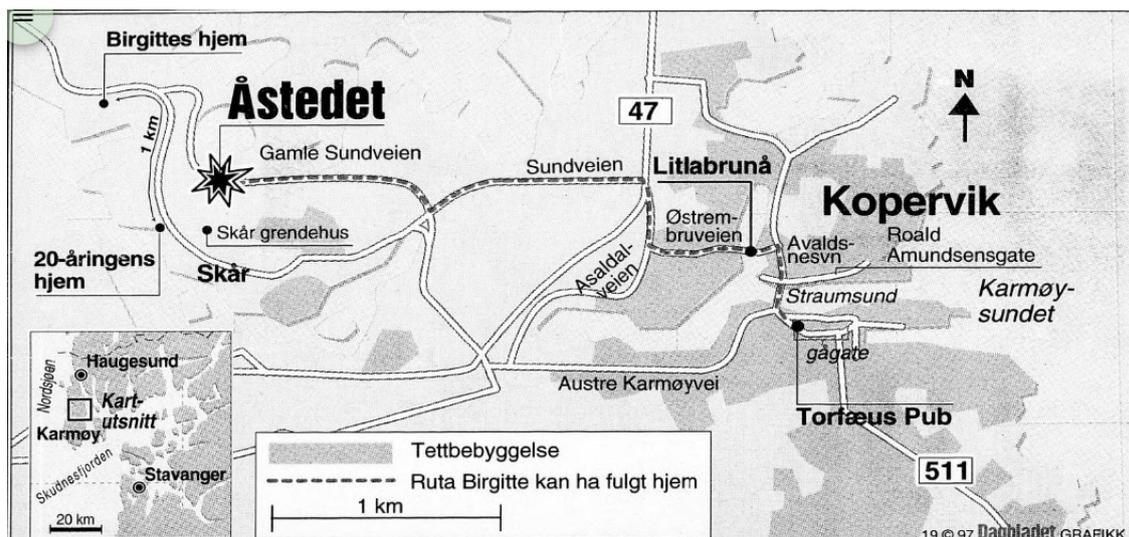 Birgittes hjem
Åstedet
1 km
Gamle Sundveien
Sundveien
47
N
Litlabrunå
Kopervik
Østrem-
bruveien
Avalds-
nesvn
Roald
Amundsensgate
Skår grendehus
20-åringens
hjem
Skår
Asaldal-
veien
Straumsund
Karmøy-
sundet
gågate
Austre Karmøyvei
Torfæus Pub
511
Haugesund
Nordsjøen
Kart-
utsnitt
Karmøy
Skudnesfjorden
Stavanger
20 km
Tettbebyggelse
Ruta Birgitte kan ha fulgt hjem
1 km
19 © 97 Dagbladet GRAFIKK